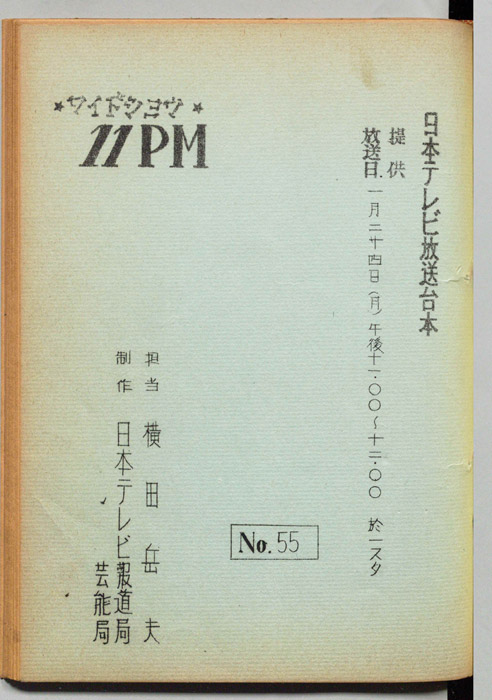 日本テレビ放送台本
提供
放送日.一月二十四日(月)午後十一.〇〇～十二.〇〇 於一スタ
★ワイドショウ★
11PM
担当 横田岳夫
制作 日本テレビ報道局
芸能局
No.55